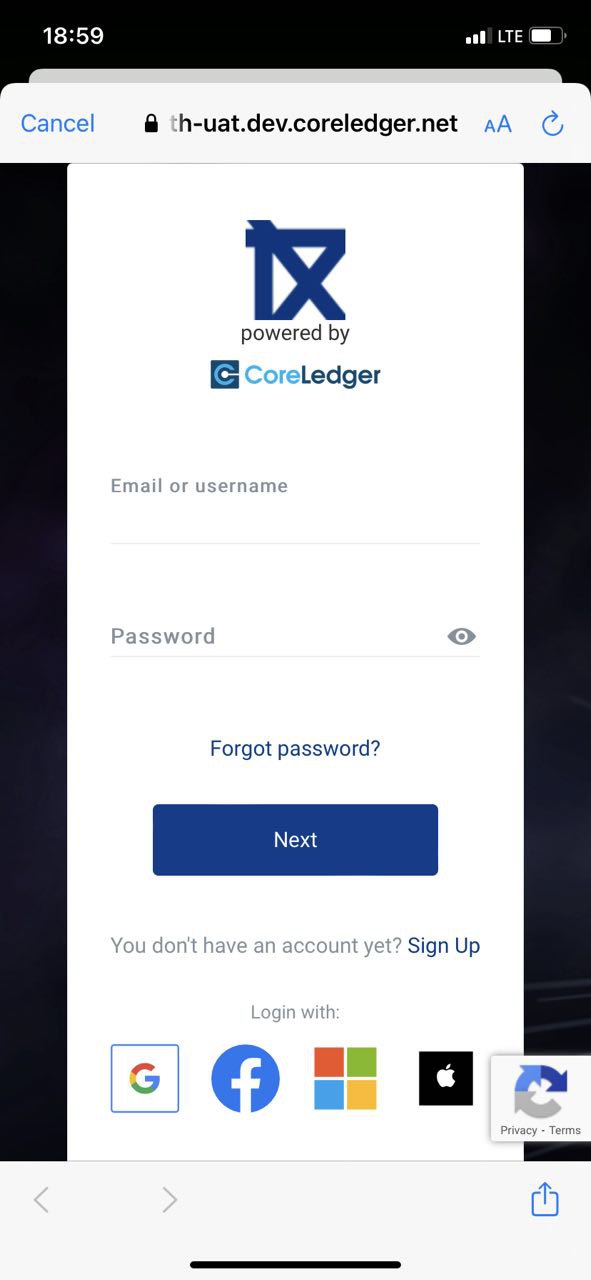 18:59
LTE
Cancel
th-uat.dev.coreledger.net
AA
powered by
CoreLedger
Email or username
Password
Forgot password?
Next
You don't have an account yet? Sign Up
Login with:
Privacy - Terms